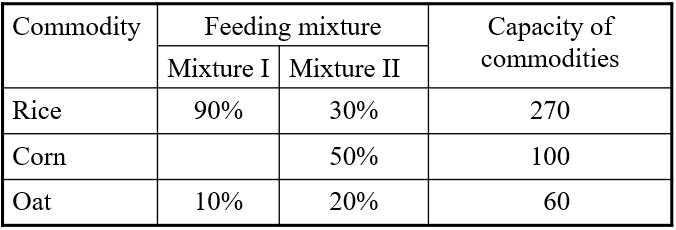 Commodity Feeding mixture Capacity of
commodities
Mixture I Mixture II
Rice 90% 30% 270
Corn 50% 100
Oat 10% 20% 60